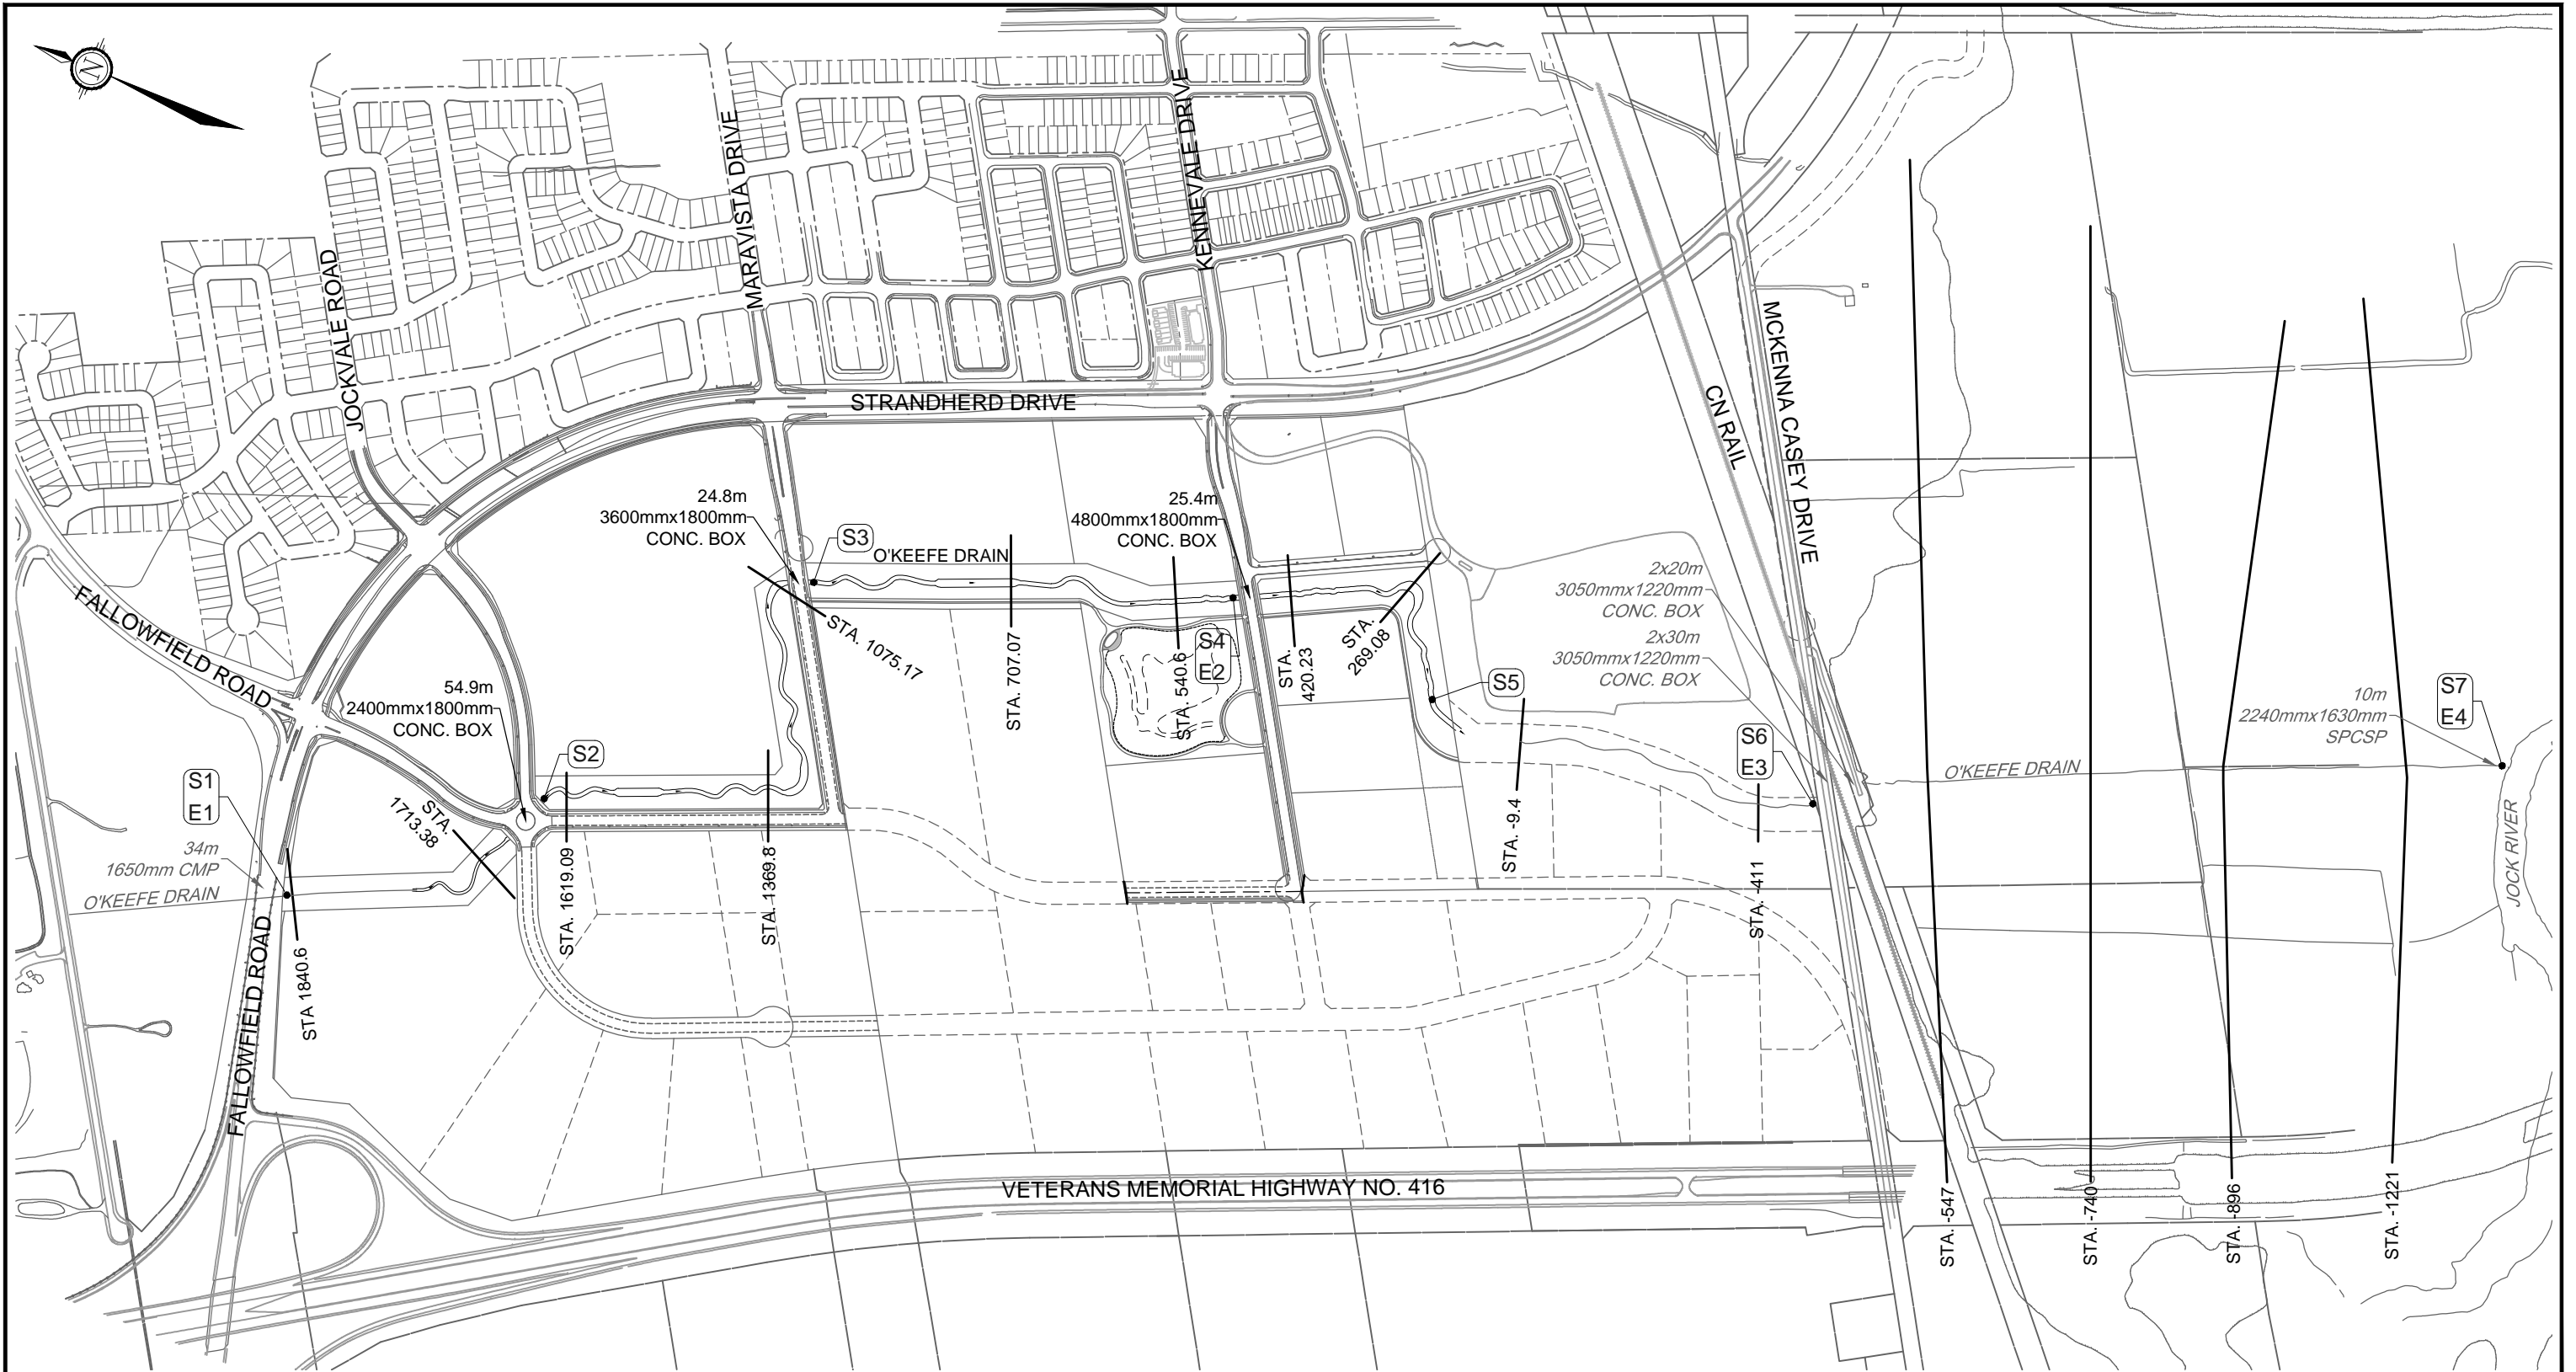 N
JOCKVALE ROAD
MARAVISTA DRIVE
KENNEVALE DRIVE
STRANDHERD DRIVE
CN RAIL
MCKENNA CASEY DRIVE
FALLOWFIELD ROAD
24.8m
3600mmx1800mm
CONC. BOX
S3
O'KEEFE DRAIN
25.4m
4800mmx1800mm
CONC. BOX
2x20m
3050mmx1220mm
CONC. BOX
2x30m
3050mmx1220mm
CONC. BOX
STA. 1075.17
STA. 707.07
STA. 540.6
S4
E2
STA.
420.23
STA.
269.08
S5
54.9m
2400mmx1800mm
CONC. BOX
S2
S1
E1
34m
1650mm CMP
O'KEEFE DRAIN
STA.
1713.38
STA. 1619.09
STA. 1369.8
STA 1840.6
STA. -9.4
S6
E3
STA. -411
O'KEEFE DRAIN
10m
2240mmx1630mm
SPCSP
S7
E4
JOCK RIVER
FALLOWFIELD ROAD
VETERANS MEMORIAL HIGHWAY NO. 416
STA. -547
STA. -740
STA. -896
STA. -1221